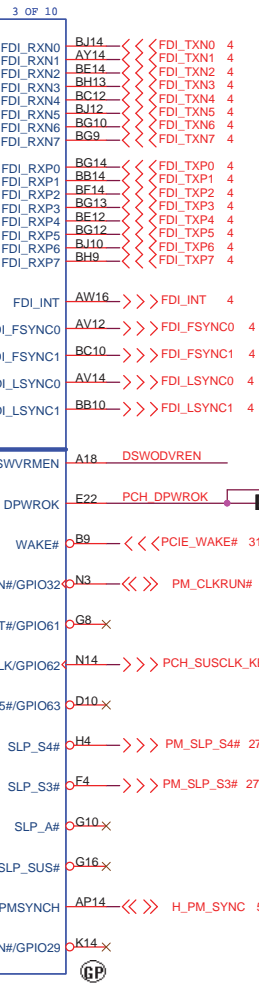 3 OF 10
FDI_RXN0 BJ14 FDI_TXN0 4
FDI_RXN1 AY14 FDI_TXN1 4
FDI_RXN2 BE14 FDI_TXN2 4
FDI_RXN3 BH13 FDI_TXN3 4
FDI_RXN4 BC12 FDI_TXN4 4
FDI_RXN5 BJ12 FDI_TXN5 4
FDI_RXN6 BG10 FDI_TXN6 4
FDI_RXN7 BG9 FDI_TXN7 4
FDI_RXP0 BG14 FDI_TXP0 4
FDI_RXP1 BB14 FDI_TXP1 4
FDI_RXP2 BF14 FDI_TXP2 4
FDI_RXP3 BG13 FDI_TXP3 4
FDI_RXP4 BE12 FDI_TXP4 4
FDI_RXP5 BG12 FDI_TXP5 4
FDI_RXP6 BJ10 FDI_TXP6 4
FDI_RXP7 BH9 FDI_TXP7 4
FDI_INT AW16 FDI_INT 4
DI_FSYNC0 AV12 FDI_FSYNC0 4
DI_FSYNC1 BC10 FDI_FSYNC1 4
DI_LSYNC0 AV14 FDI_LSYNC0 4
DI_LSYNC1 BB10 FDI_LSYNC1 4
SWVRMEN A18 DSWODVREN
DPWROK E22 PCH_DPWROK
WAKE# B9 PCIE_WAKE# 31
N#/GPIO32 N3 PM_CLKRUN#
T#/GPIO61 G8
LK/GPIO62 N14 PCH_SUSCLK_K
5#/GPIO63 D10
SLP_S4# H4 PM_SLP_S4# 27
SLP_S3# F4 PM_SLP_S3# 27
SLP_A# G10
SLP_SUS# G16
PMSYNCH AP14 H_PM_SYNC 5
N#/GPIO29 K14
GP